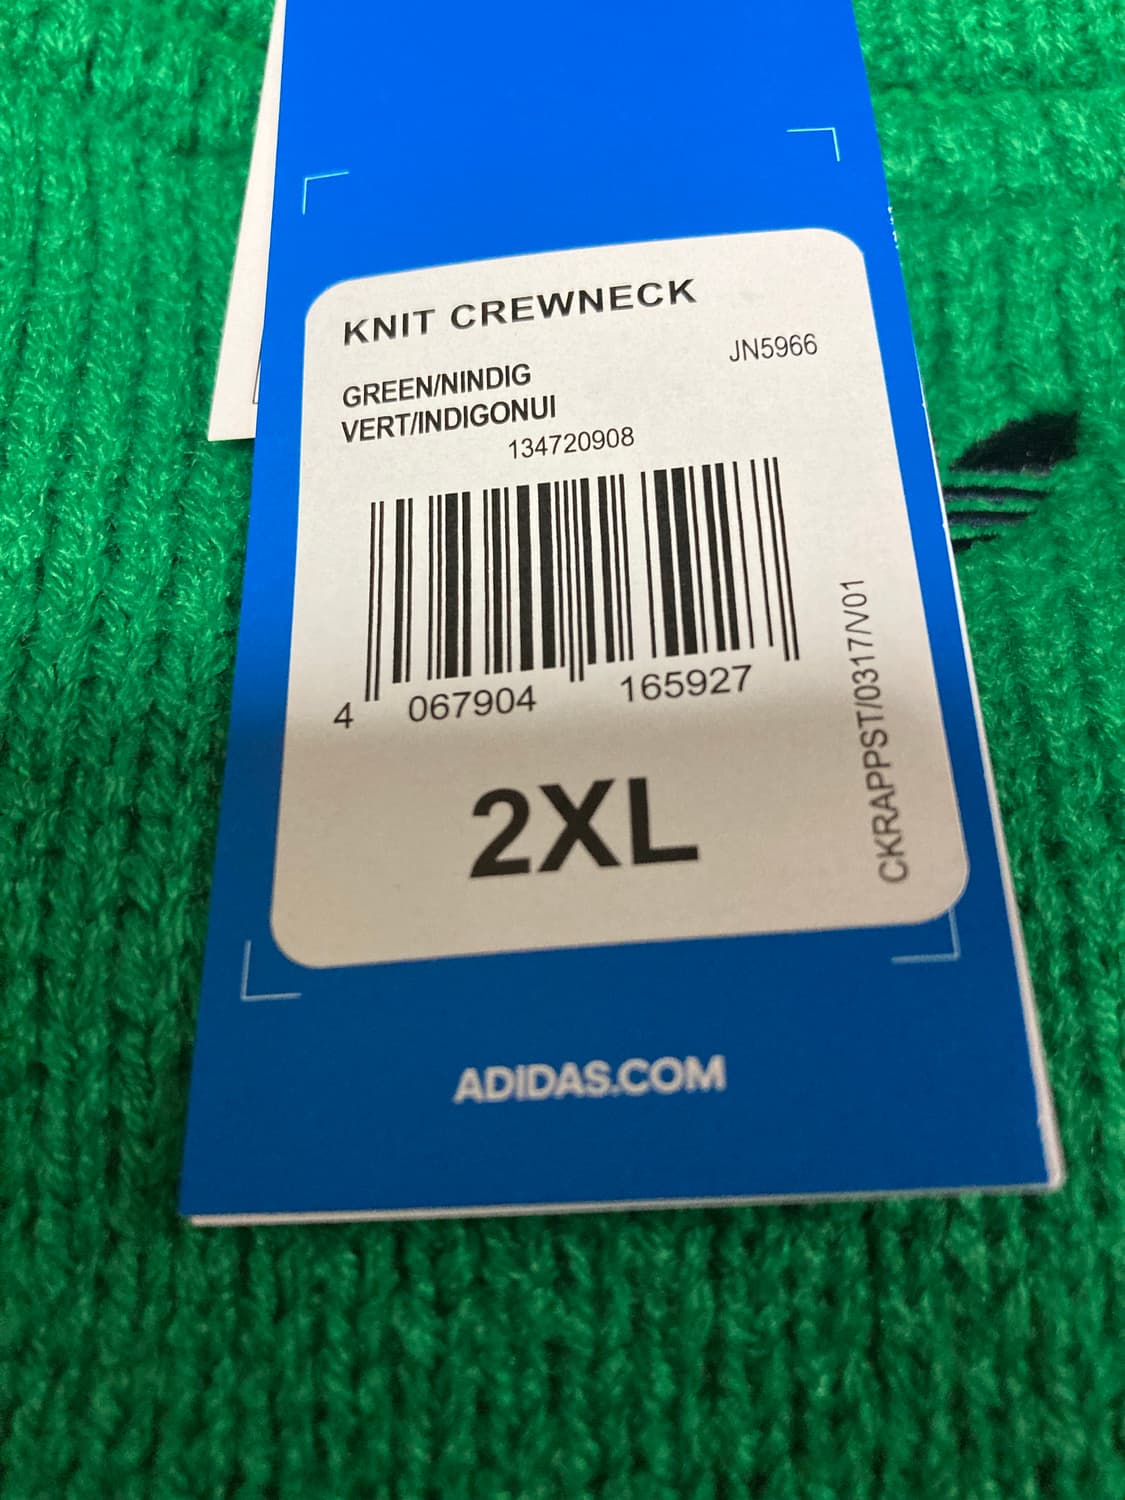 KNIT CREWNECK
JN5966
GREEN/NINDIG
VERT/INDIGONUI
134720908
4 067904 165927
2XL
CKRAPPST/0317/V01
ADIDAS.COM